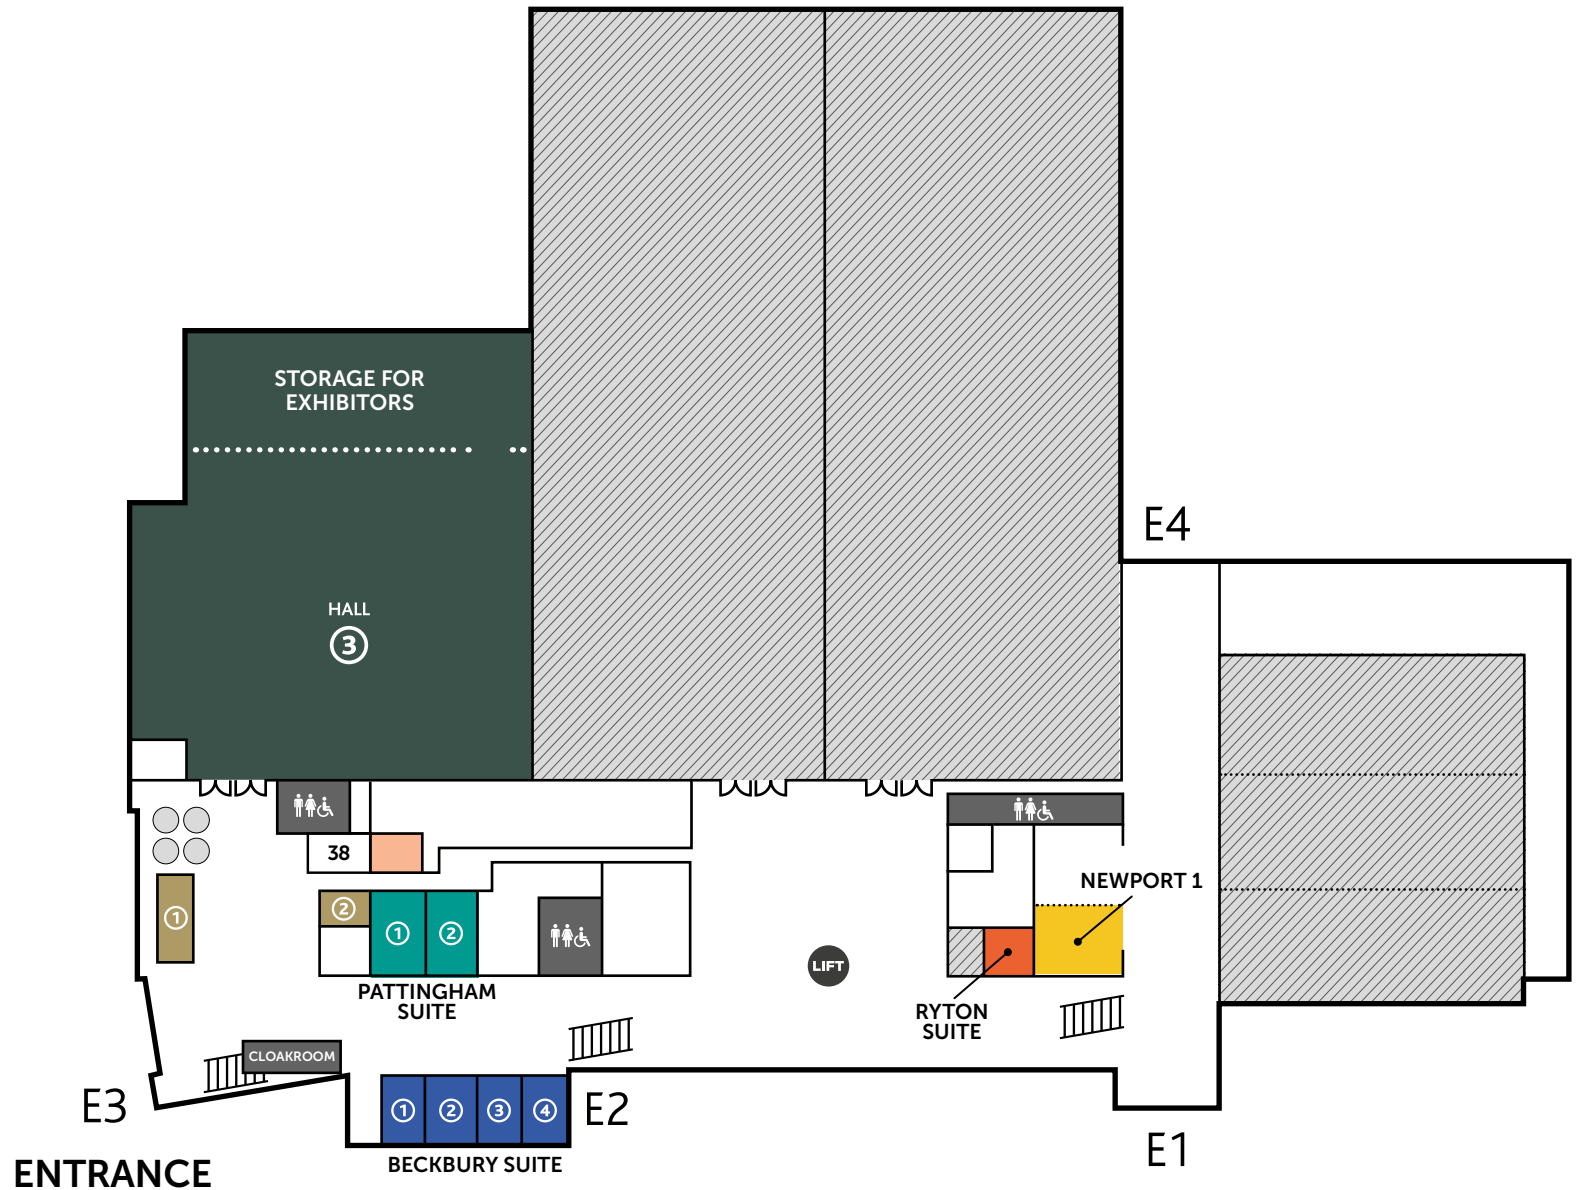 STORAGE FOR
EXHIBITORS
E4
HALL
3
38
NEWPORT 1
1
2
1
2
LIFT
PATTINGHAM
SUITE
RYTON
SUITE
CLOAKROOM
E3
1
2
3
4
E2
E1
BECKBURY SUITE
ENTRANCE